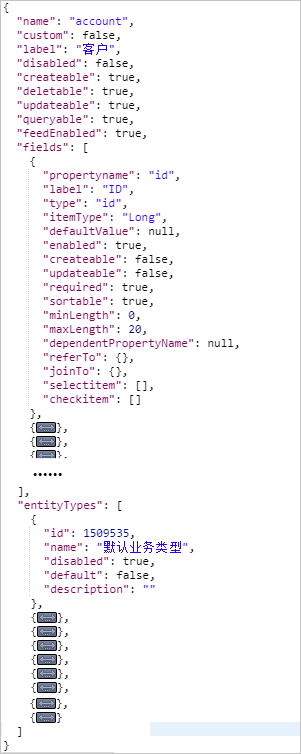 {
"name": "account",
"custom": false,
"label": "客户",
"disabled": false,
"createable": true,
"deletable": true,
"updateable": true,
"queryable": true,
"feedEnabled": true,
"fields": [
{
"propertyname": "id",
"label": "ID",
"type": "id",
"itemType": "Long",
"defaultValue": null,
"enabled": true,
"createable": false,
"updateable": false,
"required": true,
"sortable": true,
"minLength": 0,
"maxLength": 20,
"dependentPropertyName": null,
"referTo": {},
"joinTo": {},
"selectitem": [],
"checkitem": []
},
{↔},
{↔},
{↔},
••••••
],
"entityTypes": [
{
"id": 1509535,
"name": "默认业务类型",
"disabled": true,
"default": false,
"description": ""
},
{↔},
{↔},
{↔},
{↔},
{↔},
{↔},
{↔},
{↔}
]
}